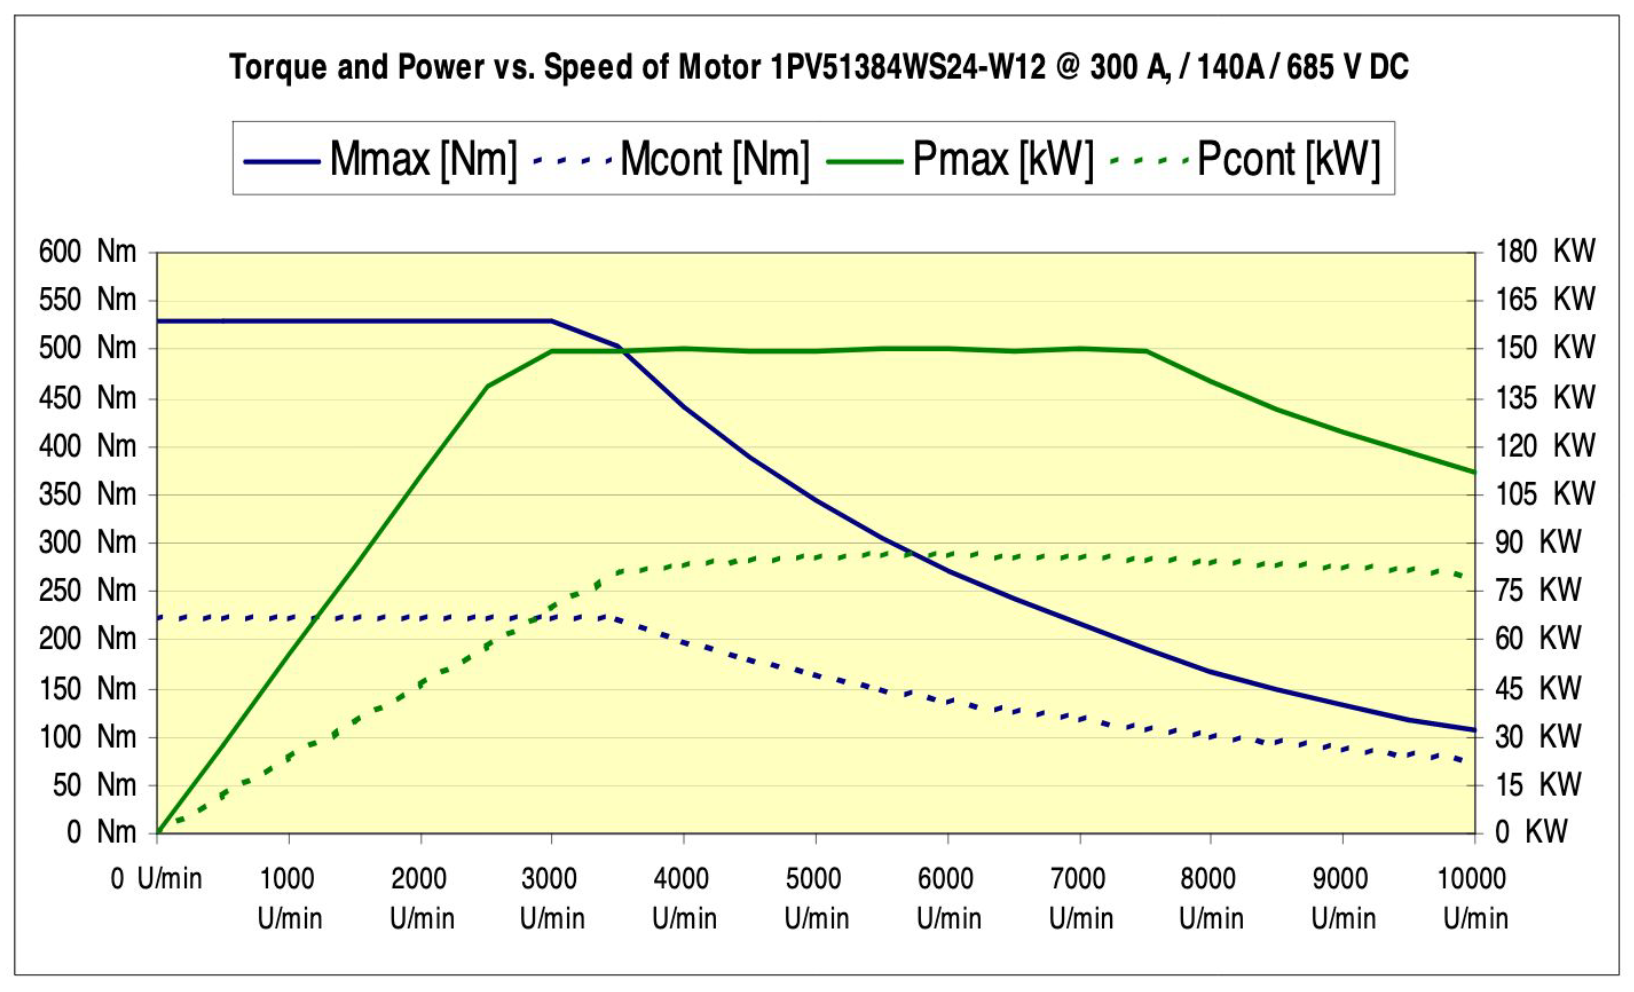 Torque and Power vs. Speed of Motor 1PV51384WS24-W12 @ 300 A, / 140A / 685 V DC
Mmax [Nm] Mcont [Nm] Pmax [kW] Pcont [kW]
600 Nm 180 KW
550 Nm 165 KW
500 Nm 150 KW
450 Nm 135 KW
400 Nm 120 KW
350 Nm 105 KW
300 Nm 90 KW
250 Nm 75 KW
200 Nm 60 KW
150 Nm 45 KW
100 Nm 30 KW
50 Nm 15 KW
0 Nm 0 KW
0 U/min 1000 2000 3000 4000 5000 6000 7000 8000 9000 10000
U/min U/min U/min U/min U/min U/min U/min U/min U/min U/min